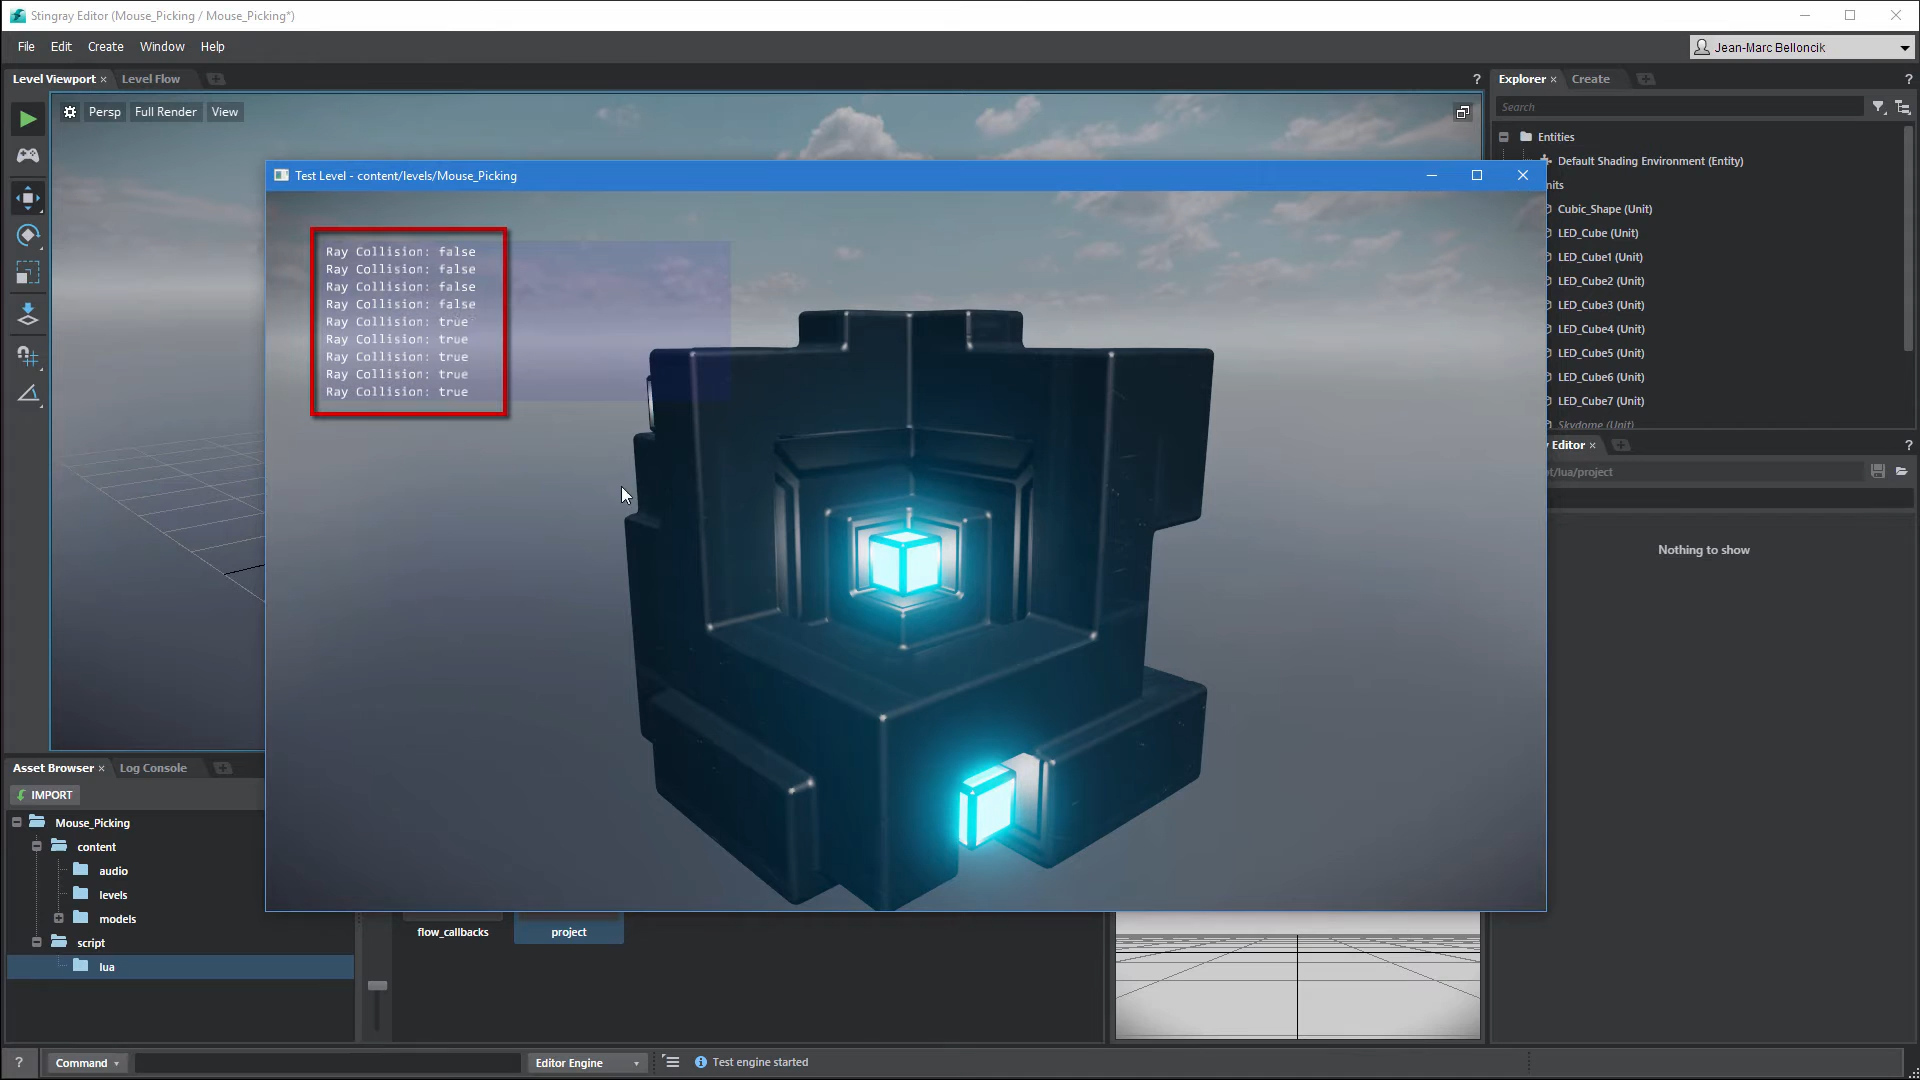 Stingray Editor (Mouse_Picking / Mouse_Picking*)
File Edit Create Window Help
Jean-Marc Belloncik
Level Viewport
Level Flow
?
Explorer
Create
?
Persp
Full Render
View
Search
Entities
Default Shading Environment (Entity)
Test Level - content/levels/Mouse_Picking
nits
Cubic_Shape (Unit)
LED_Cube (Unit)
LED_Cube1 (Unit)
LED_Cube2 (Unit)
LED_Cube3 (Unit)
LED_Cube4 (Unit)
LED_Cube5 (Unit)
LED_Cube6 (Unit)
LED_Cube7 (Unit)
Skydome (Unit)
Ray Collision: false
Ray Collision: false
Ray Collision: false
Ray Collision: false
Ray Collision: true
Ray Collision: true
Ray Collision: true
Ray Collision: true
Ray Collision: true
y Editor
?
t/lua/project
Nothing to show
Asset Browser
Log Console
IMPORT
Mouse_Picking
content
audio
levels
models
script
lua
flow_callbacks
project
?
Command
Editor Engine
Test engine started